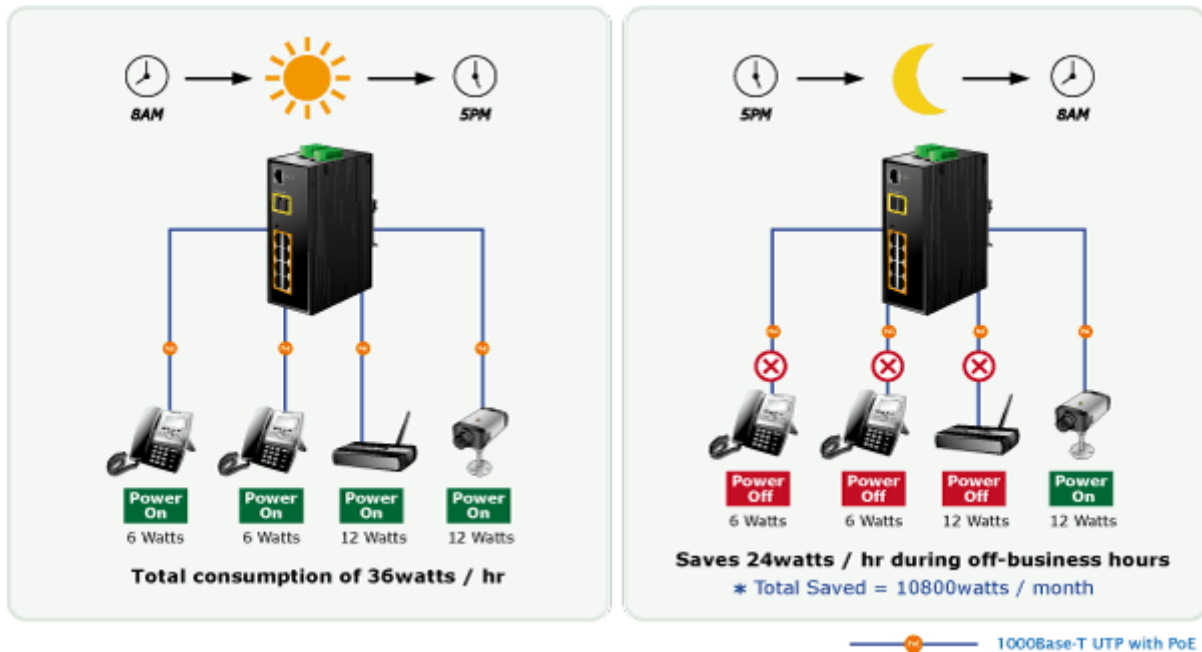 8AM
5PM
Power
On
6 Watts
Power
On
6 Watts
Power
On
12 Watts
Power
On
12 Watts
Total consumption of 36watts / hr
5PM
8AM
Power
Off
6 Watts
Power
Off
6 Watts
Power
Off
12 Watts
Power
On
12 Watts
Saves 24watts / hr during off-business hours
* Total Saved = 10800watts / month
PoE
1000Base-T UTP with PoE